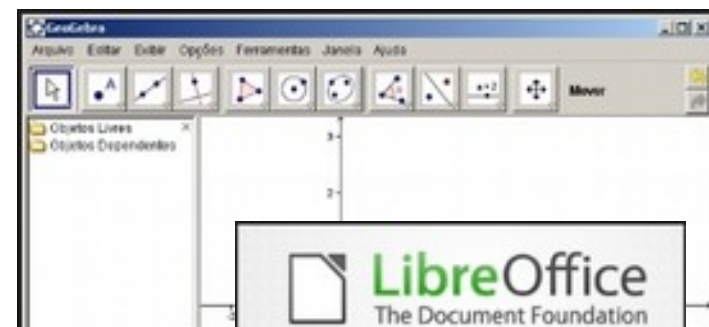 GeoGebra
Arquivo Editar Exibir Opções Ferramentas Janela Ajuda
A
a=2
Mover
Objetos Livres
Objetos Dependentes
3
2
LibreOffice
The Document Foundation